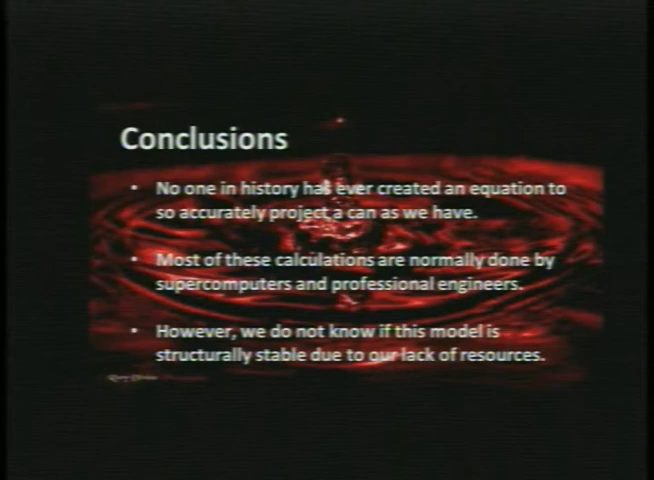 Conclusions
• No one in history has ever created an equation to
so accurately project a can as we have.
• Most of these calculations are normally done by
supercomputers and professional engineers.
• However, we do not know if this model is
structurally stable due to our lack of resources.